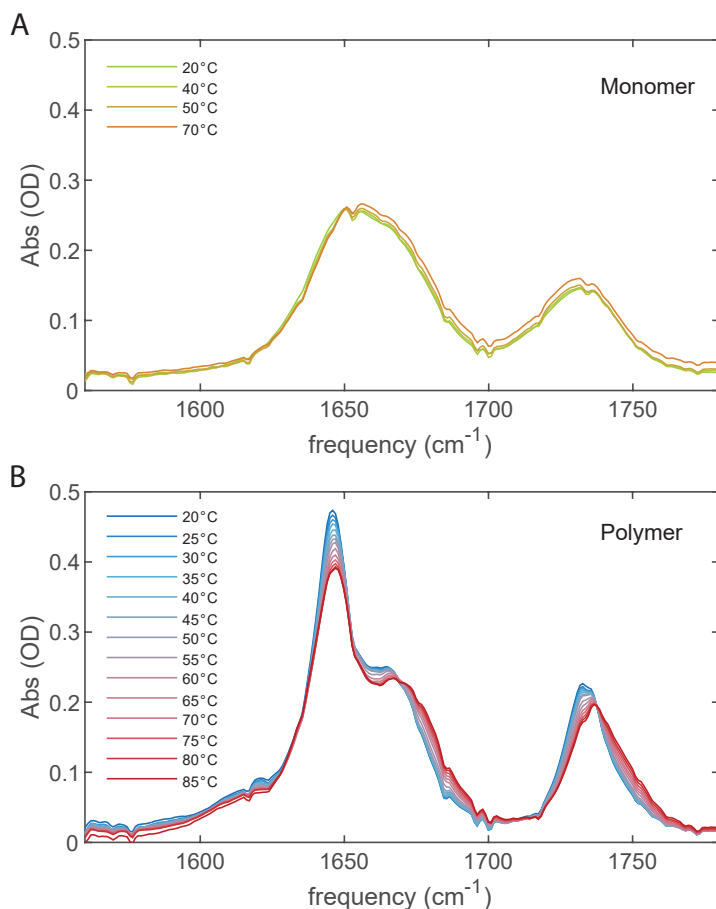 A
0.5
0.4
0.3
0.2
0.1
0
Abs (OD)
20°C
40°C
50°C
70°C
Monomer
1600
1650
1700
1750
frequency (cm⁻¹)
B
0.5
0.4
0.3
0.2
0.1
0
Abs (OD)
20°C
25°C
30°C
35°C
40°C
45°C
50°C
55°C
60°C
65°C
70°C
75°C
80°C
85°C
Polymer
1600
1650
1700
1750
frequency (cm⁻¹)